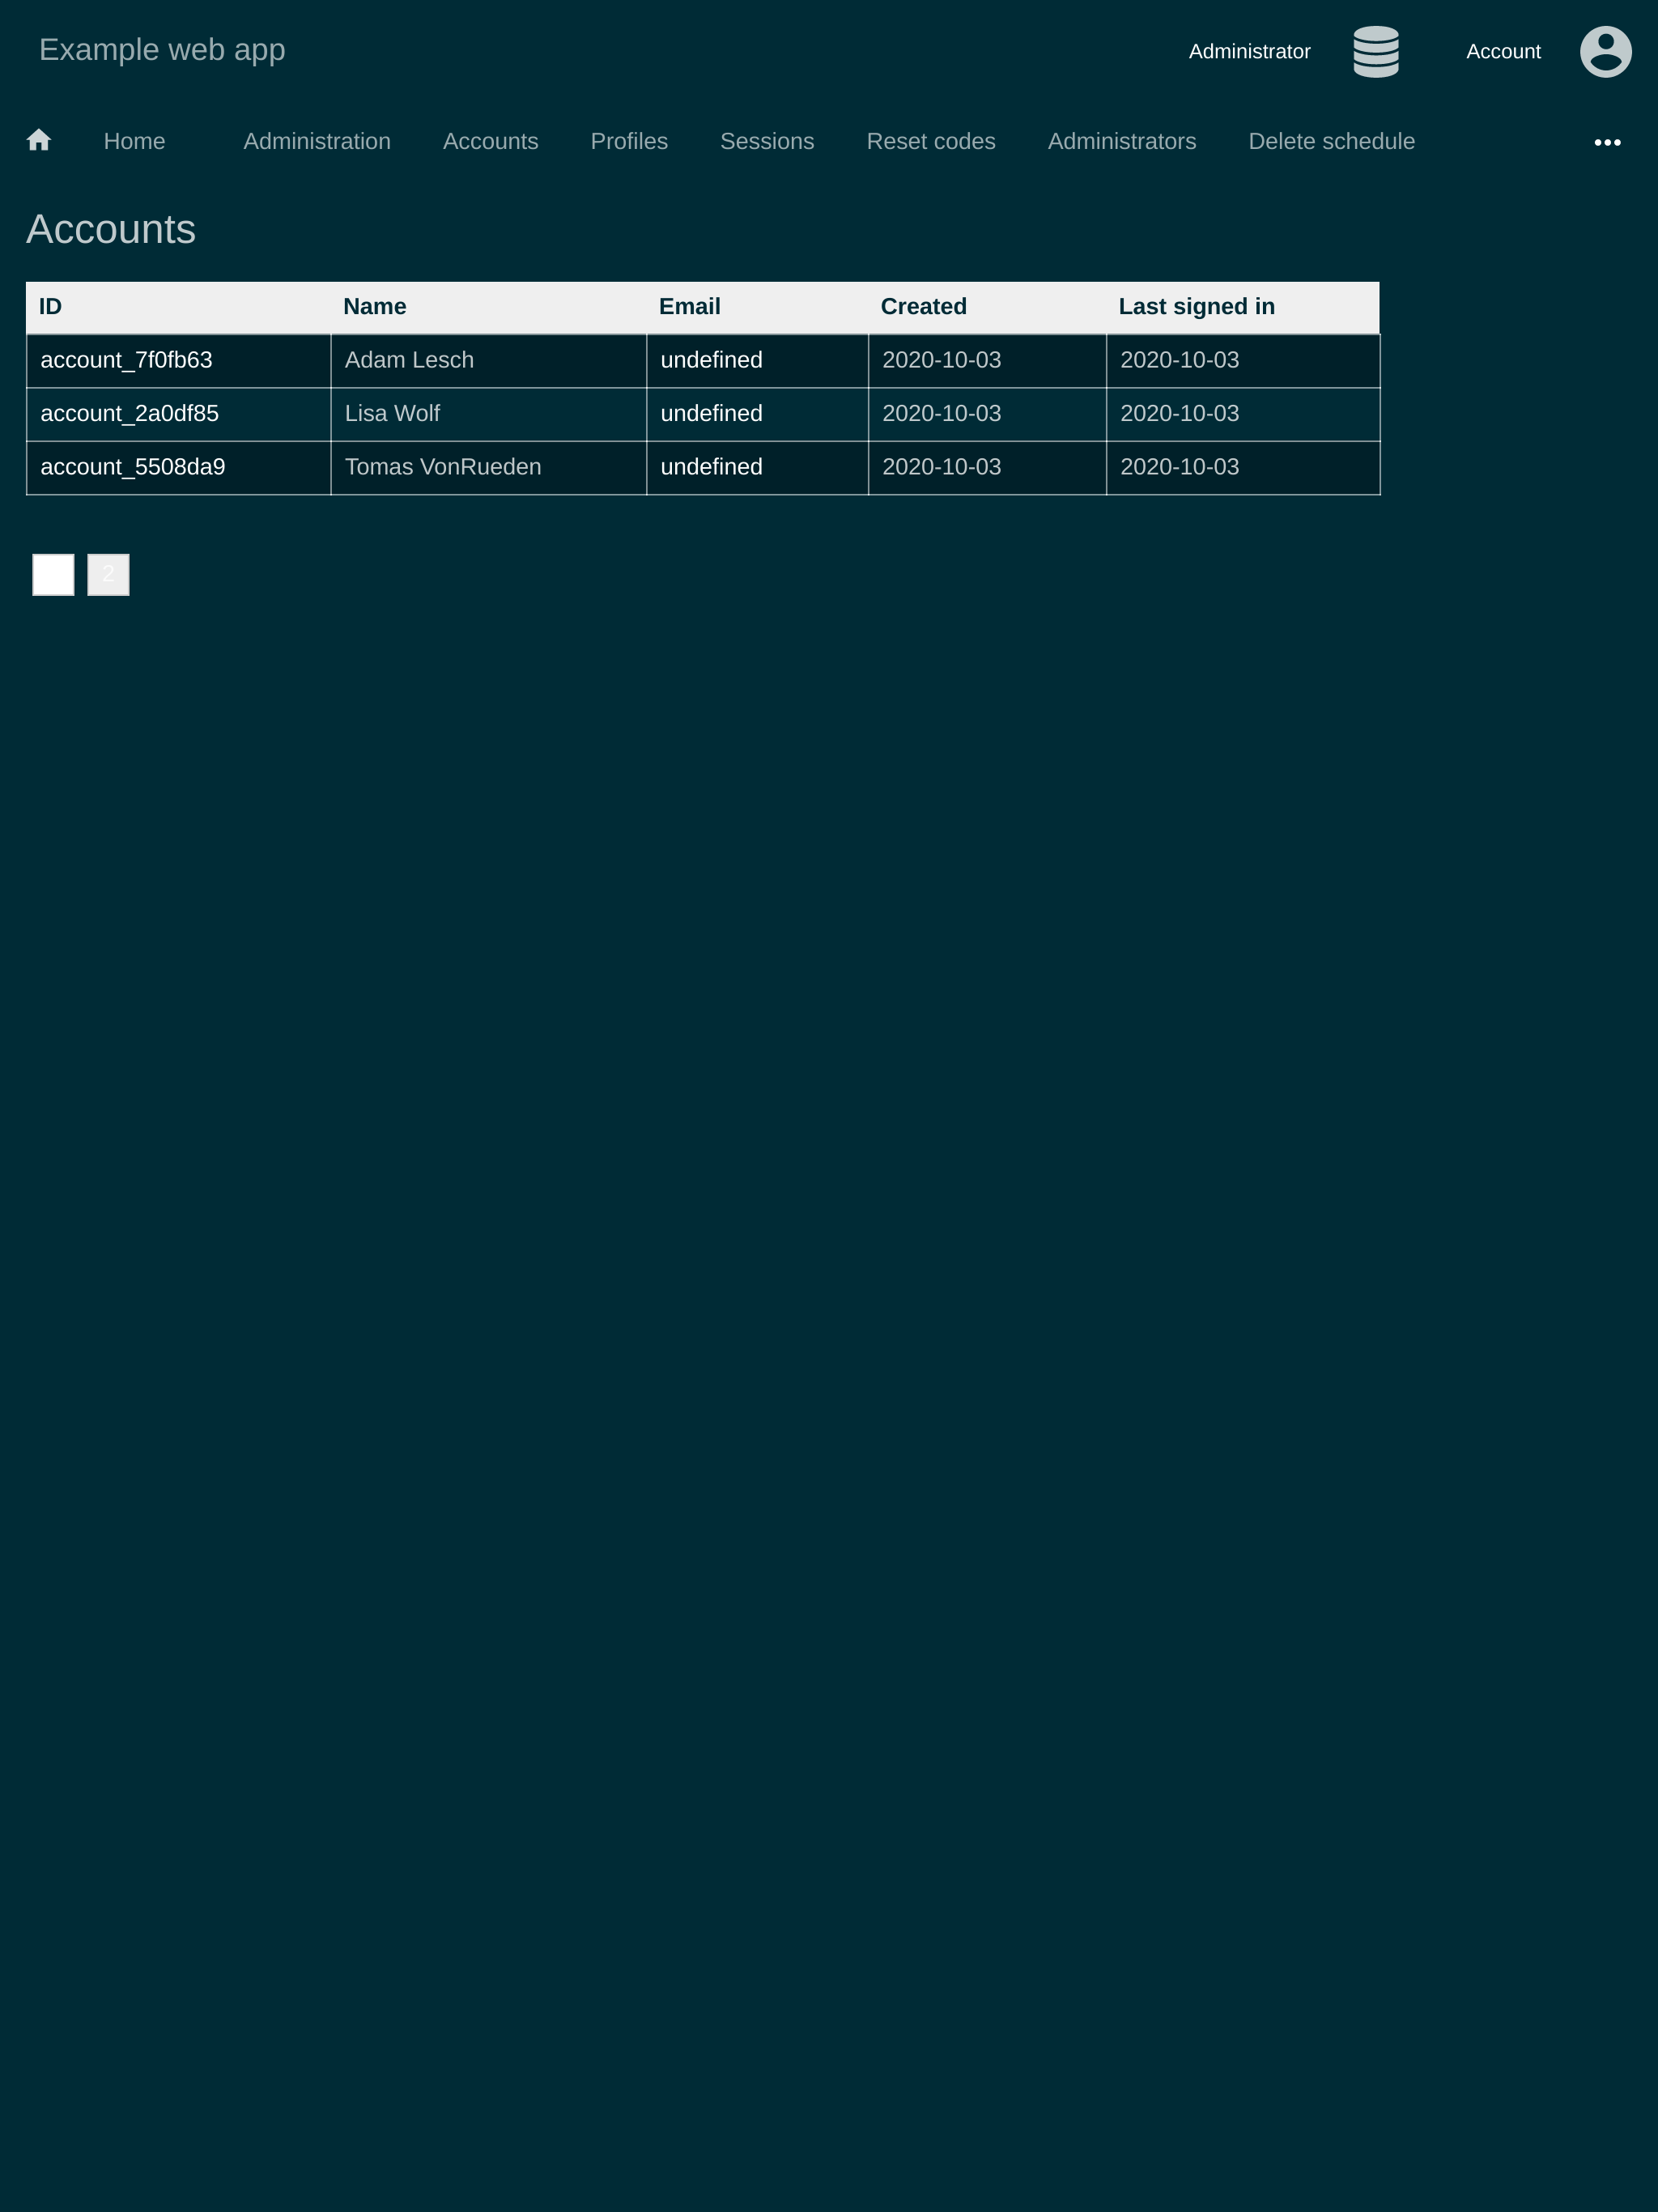 Example web app
Administrator
Account
Home Administration Accounts Profiles Sessions Reset codes Administrators Delete schedule
Accounts
ID Name Email Created Last signed in
account_7f0fb63 Adam Lesch undefined 2020-10-03 2020-10-03
account_2a0df85 Lisa Wolf undefined 2020-10-03 2020-10-03
account_5508da9 Tomas VonRueden undefined 2020-10-03 2020-10-03
2